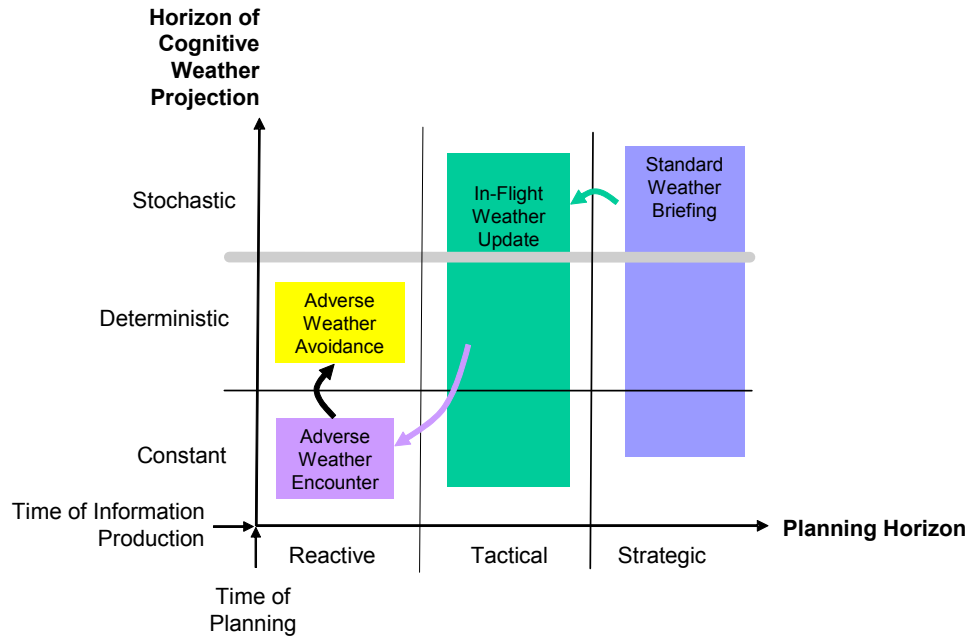 Horizon of
Cognitive
Weather
Projection
Stochastic
In-Flight
Weather
Update
Standard
Weather
Briefing
Deterministic
Adverse
Weather
Avoidance
Constant
Adverse
Weather
Encounter
Time of Information
Production
Planning Horizon
Reactive
Tactical
Strategic
Time of
Planning